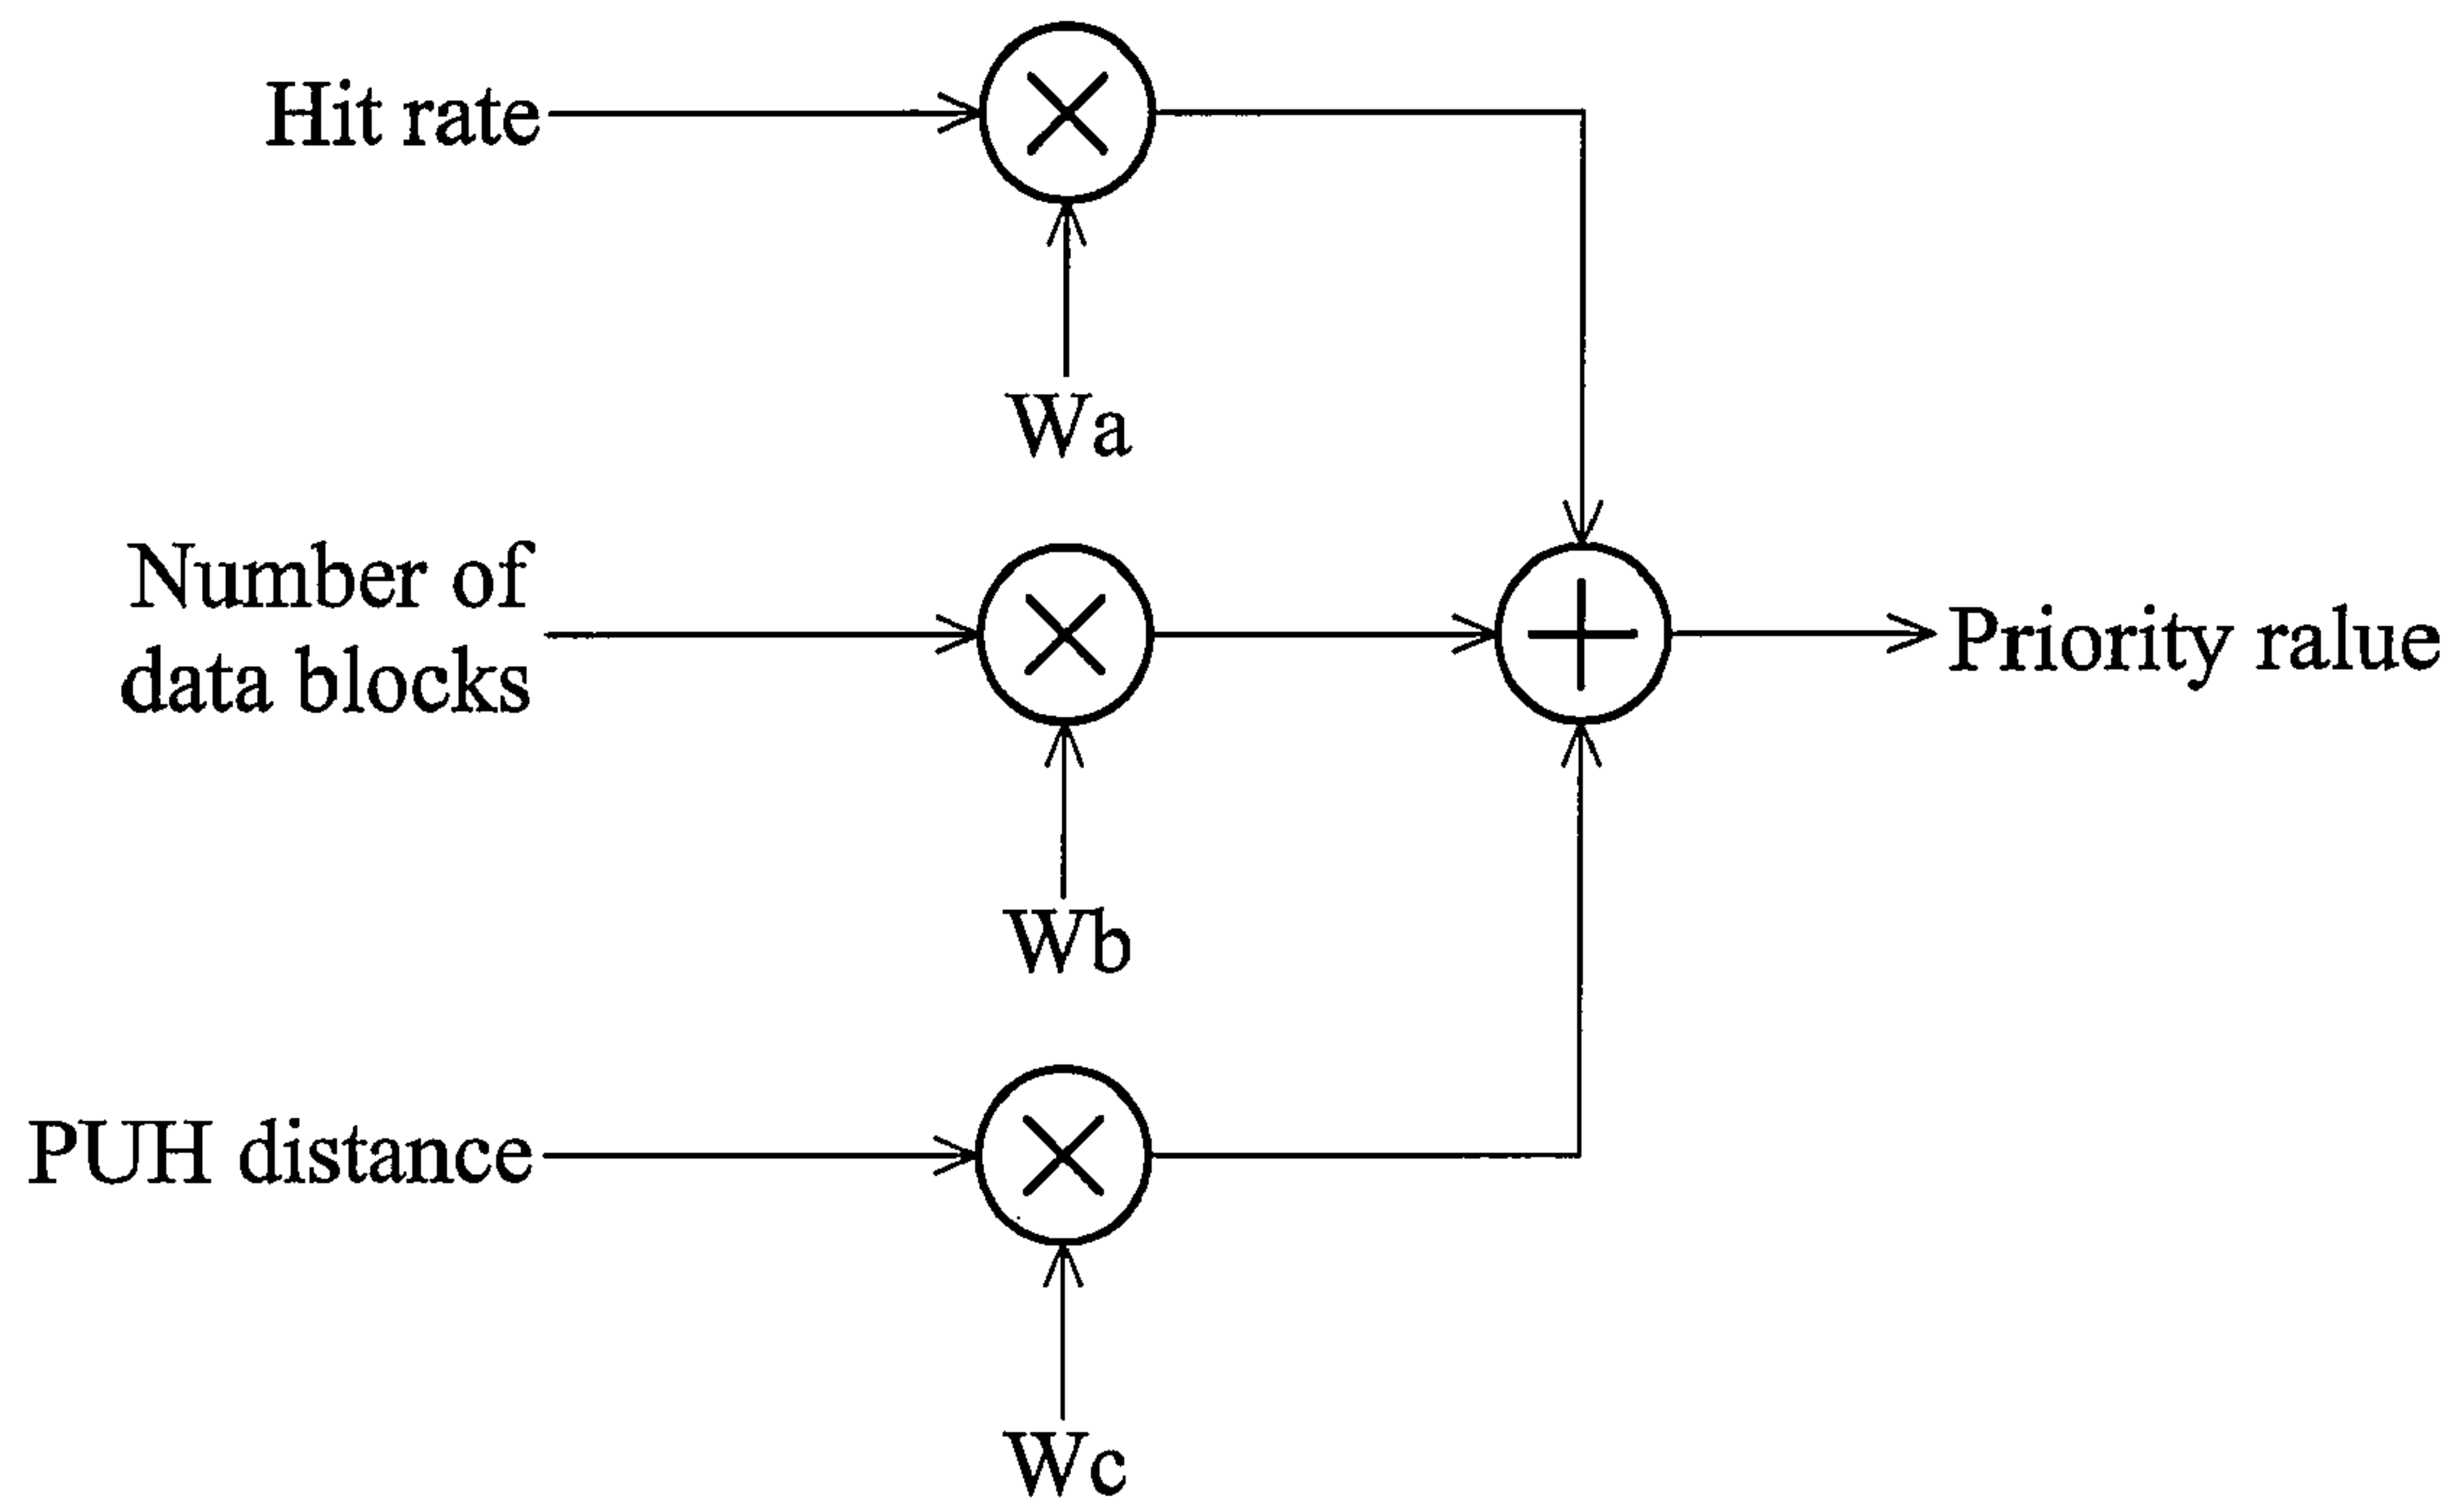 Hit rate
Wa
Number of
data blocks
Priority ralue
Wb
PUH distance
Wc